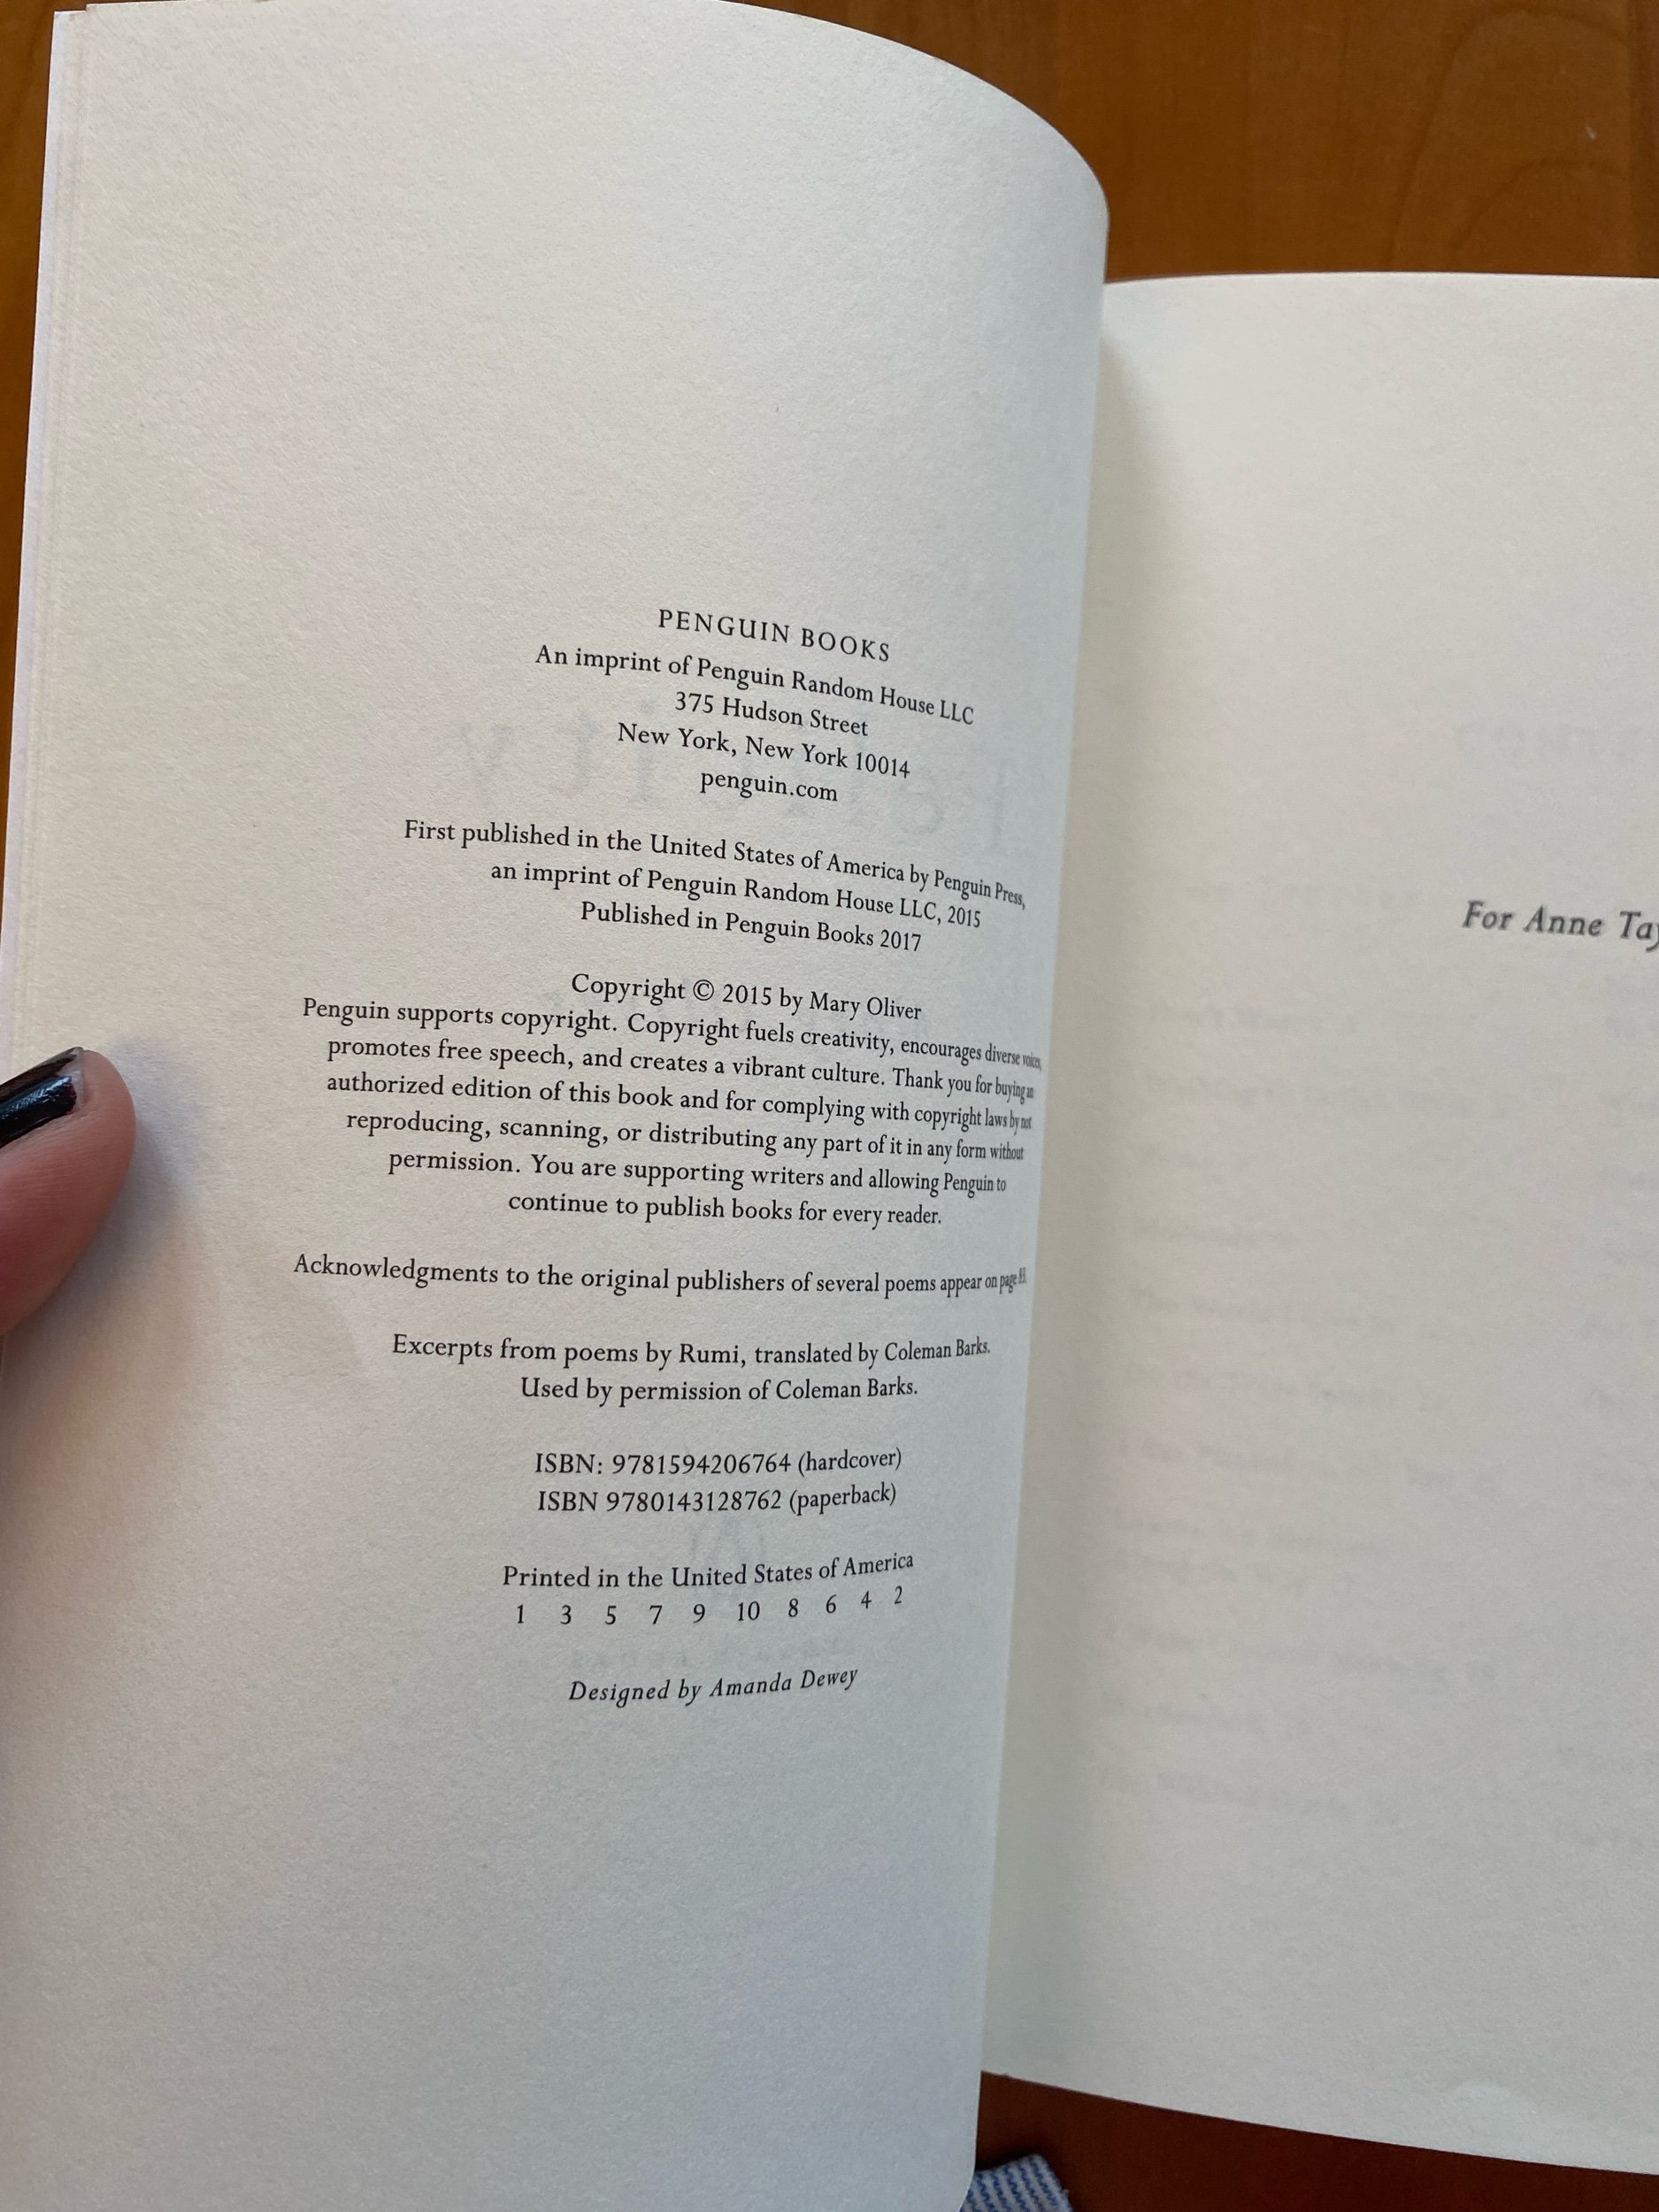 PENGUIN BOOKS
An imprint of Penguin Random House LLC
375 Hudson Street
New York, New York 10014
penguin.com
First published in the United States of America by Penguin Press,
an imprint of Penguin Random House LLC, 2015
Published in Penguin Books 2017
Copyright © 2015 by Mary Oliver
Penguin supports copyright. Copyright fuels creativity, encourages diverse voices,
promotes free speech, and creates a vibrant culture. Thank you for buying an
authorized edition of this book and for complying with copyright laws by not
reproducing, scanning, or distributing any part of it in any form without
permission. You are supporting writers and allowing Penguin to
continue to publish books for every reader.
Acknowledgments to the original publishers of several poems appear on page
Excerpts from poems by Rumi, translated by Coleman Barks.
Used by permission of Coleman Barks.
ISBN: 9781594206764 (hardcover)
ISBN 9780143128762 (paperback)
Printed in the United States of America
1 3 5 7 9 10 8 6 4 2
Designed by Amanda Dewey
For Anne Tay